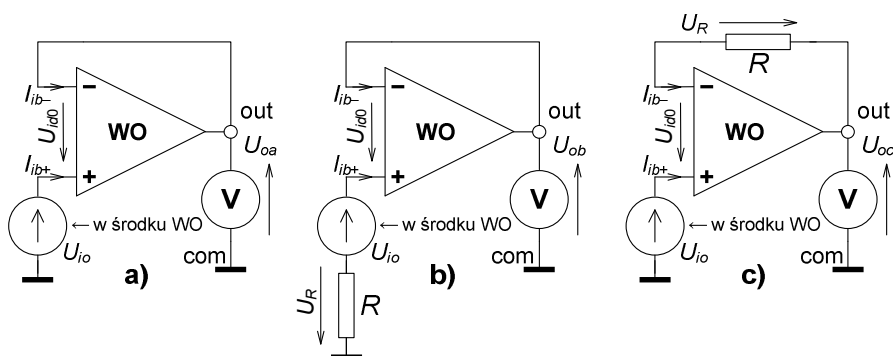 I_ib–
U_id0
I_ib+
WO
out
U_oa
V
← w środku WO
U_io
com
a)
I_ib–
U_id0
I_ib+
WO
out
U_ob
V
← w środku WO
U_io
com
U_R
R
b)
U_R
R
I_ib–
U_id0
I_ib+
WO
out
U_oc
V
← w środku WO
U_io
com
c)